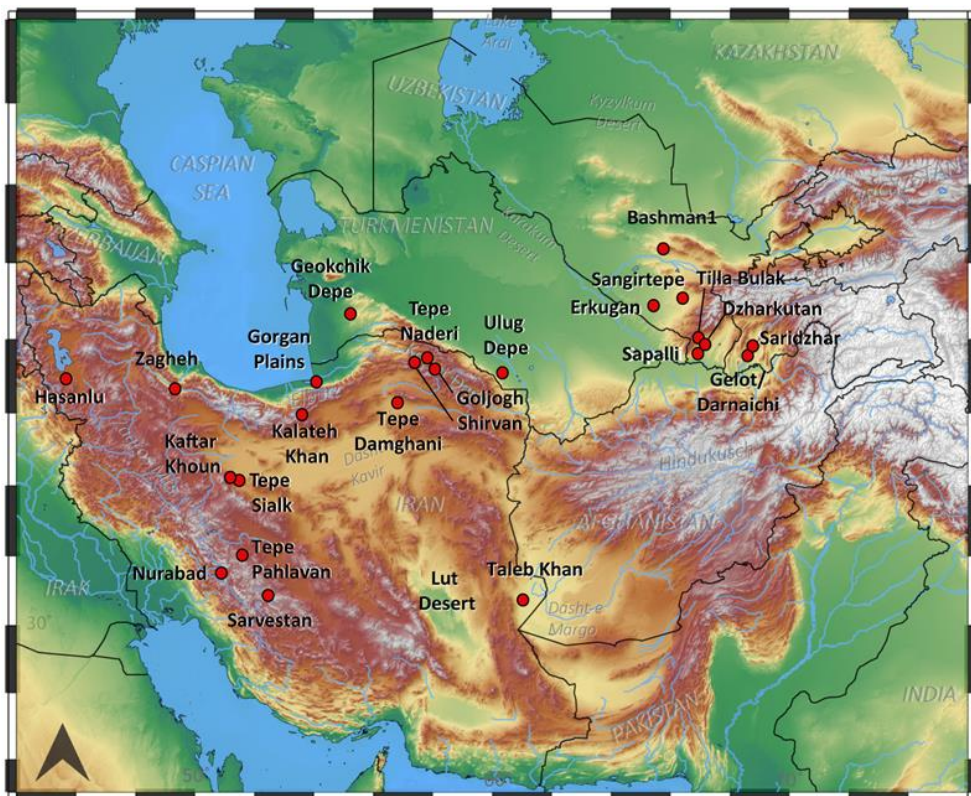 Lake
Aral
KAZAKHSTAN
UZBEKISTAN
Kyzylkum
Desert
CASPIAN
SEA
AZERBAIJAN
TURKMENISTAN
Karakum
Desert
Bashman1
Geokchik
Depe
Sangirtepe
Tilla Bulak
Erkugan
Dzharkutan
Tepe
Naderi
Ulug
Depe
Gorgan
Plains
Sapalli
Saridzhar
Zagheh
Gelot/
Darnaichi
Hasanlu
Goljogh
Shirvan
Kalateh
Khan
Tepe
Damghani
Kaftar
Khoun
Dasht-e
Kavir
Hindukusch
Tepe
Sialk
IRAN
AFGHANISTAN
Tepe
Pahlavan
Nurabad
Lut
Desert
Taleb Khan
IRAK
Sarvestan
Dasht-e
Margo
30°
PAKISTAN
INDIA
50
60
70